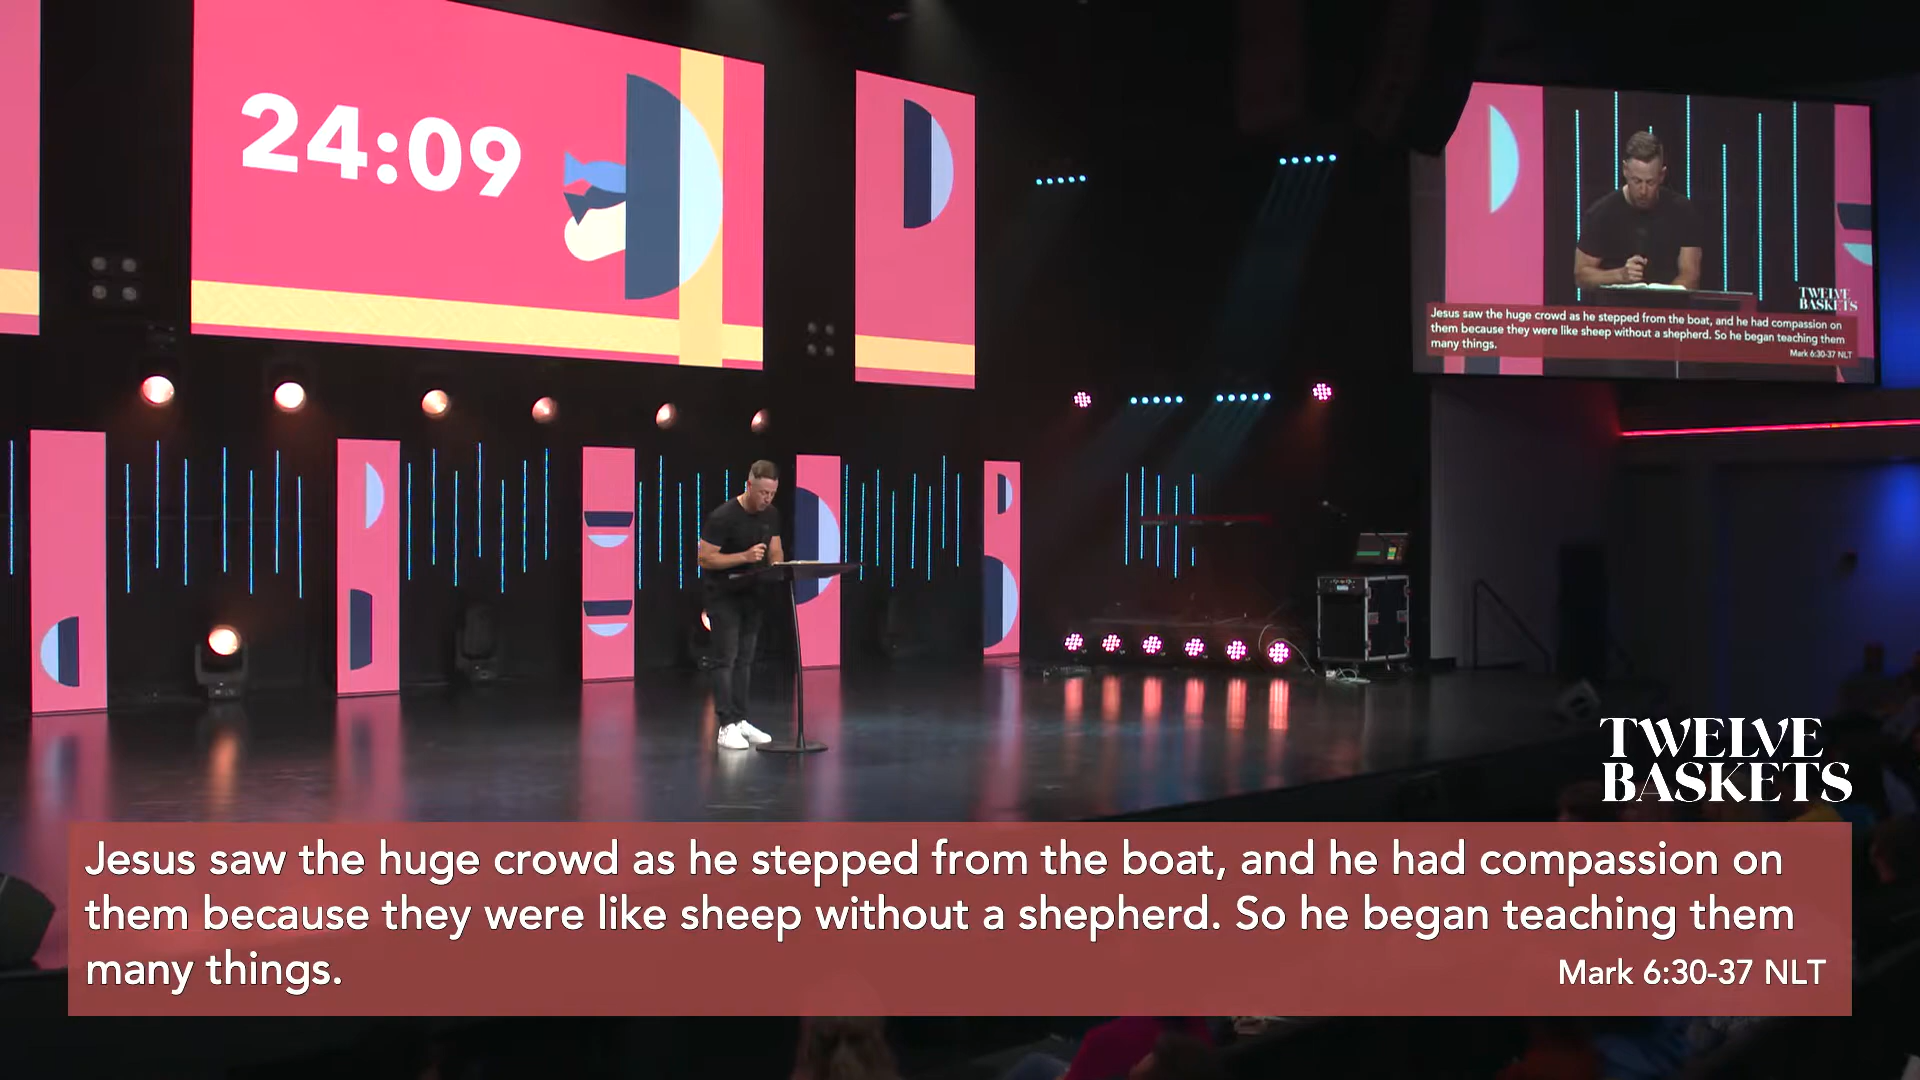 24:09
TWELVE
BASKETS
Jesus saw the huge crowd as he stepped from the boat, and he had compassion on
them because they were like sheep without a shepherd. So he began teaching them
many things.
Mark 6:30-37 NLT
TWELVE
BASKETS
Jesus saw the huge crowd as he stepped from the boat, and he had compassion on
them because they were like sheep without a shepherd. So he began teaching them
many things.
Mark 6:30-37 NLT